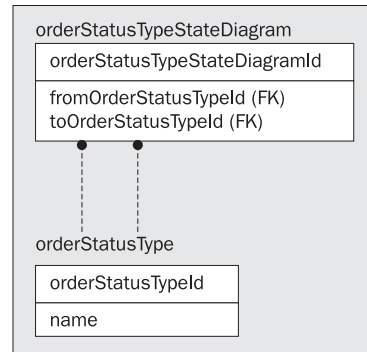 orderStatusTypeStateDiagram
orderStatusTypeStateDiagramId
fromOrderStatusTypeId (FK)
toOrderStatusTypeId (FK)
orderStatusType
orderStatusTypeId
name